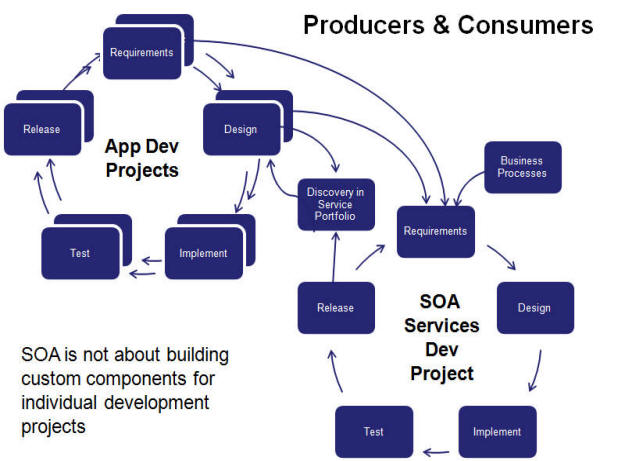 Producers & Consumers
Requirements
Release
App Dev
Projects
Design
Test
Implement
Discovery in
Service
Portfolio
Business
Processes
Requirements
Release
SOA
Services
Dev
Project
Design
Test
Implement
SOA is not about building
custom components for
individual development
projects